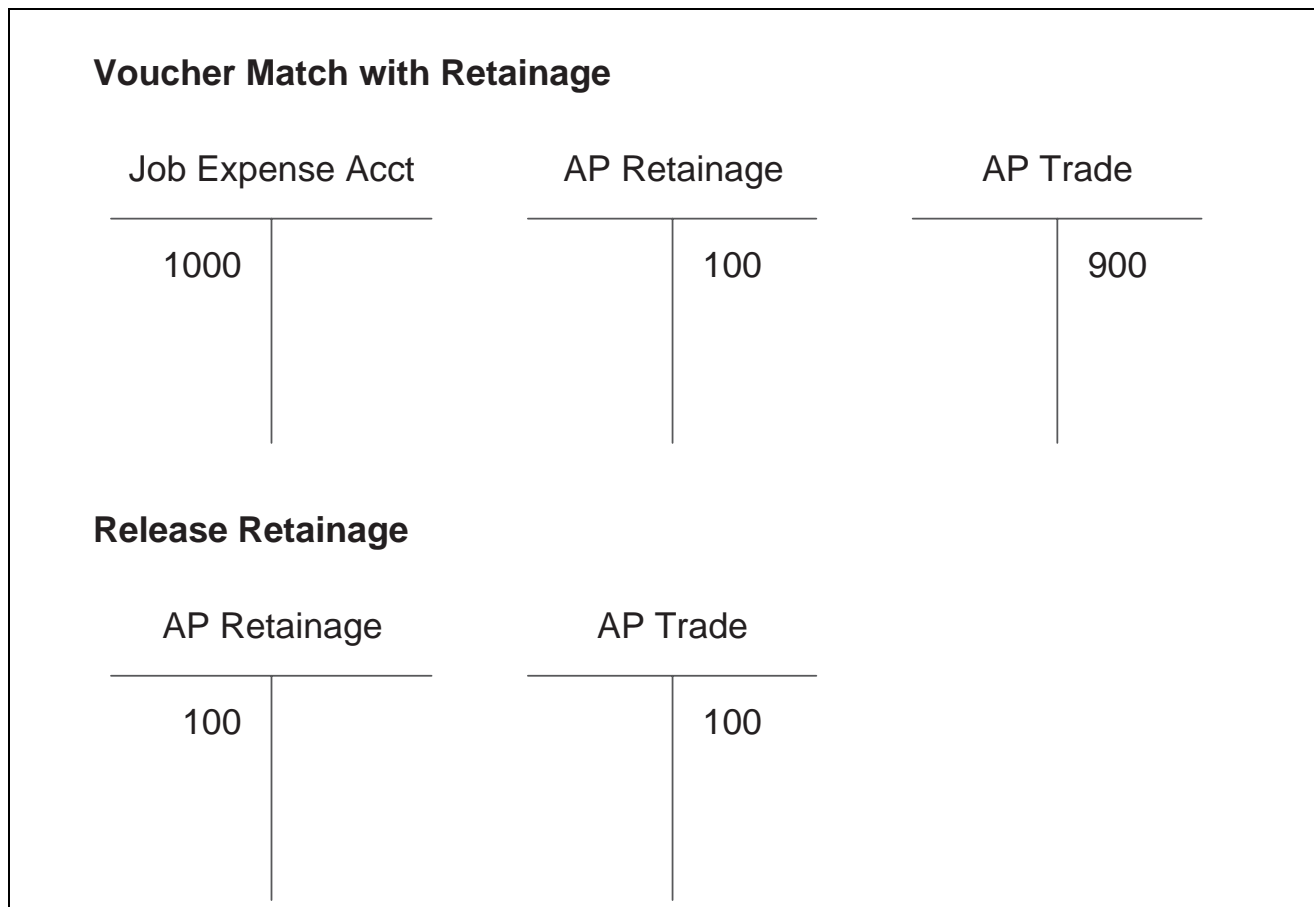 Voucher Match with Retainage
Job Expense Acct AP Retainage AP Trade
1000 100 900
Release Retainage
AP Retainage AP Trade
100 100